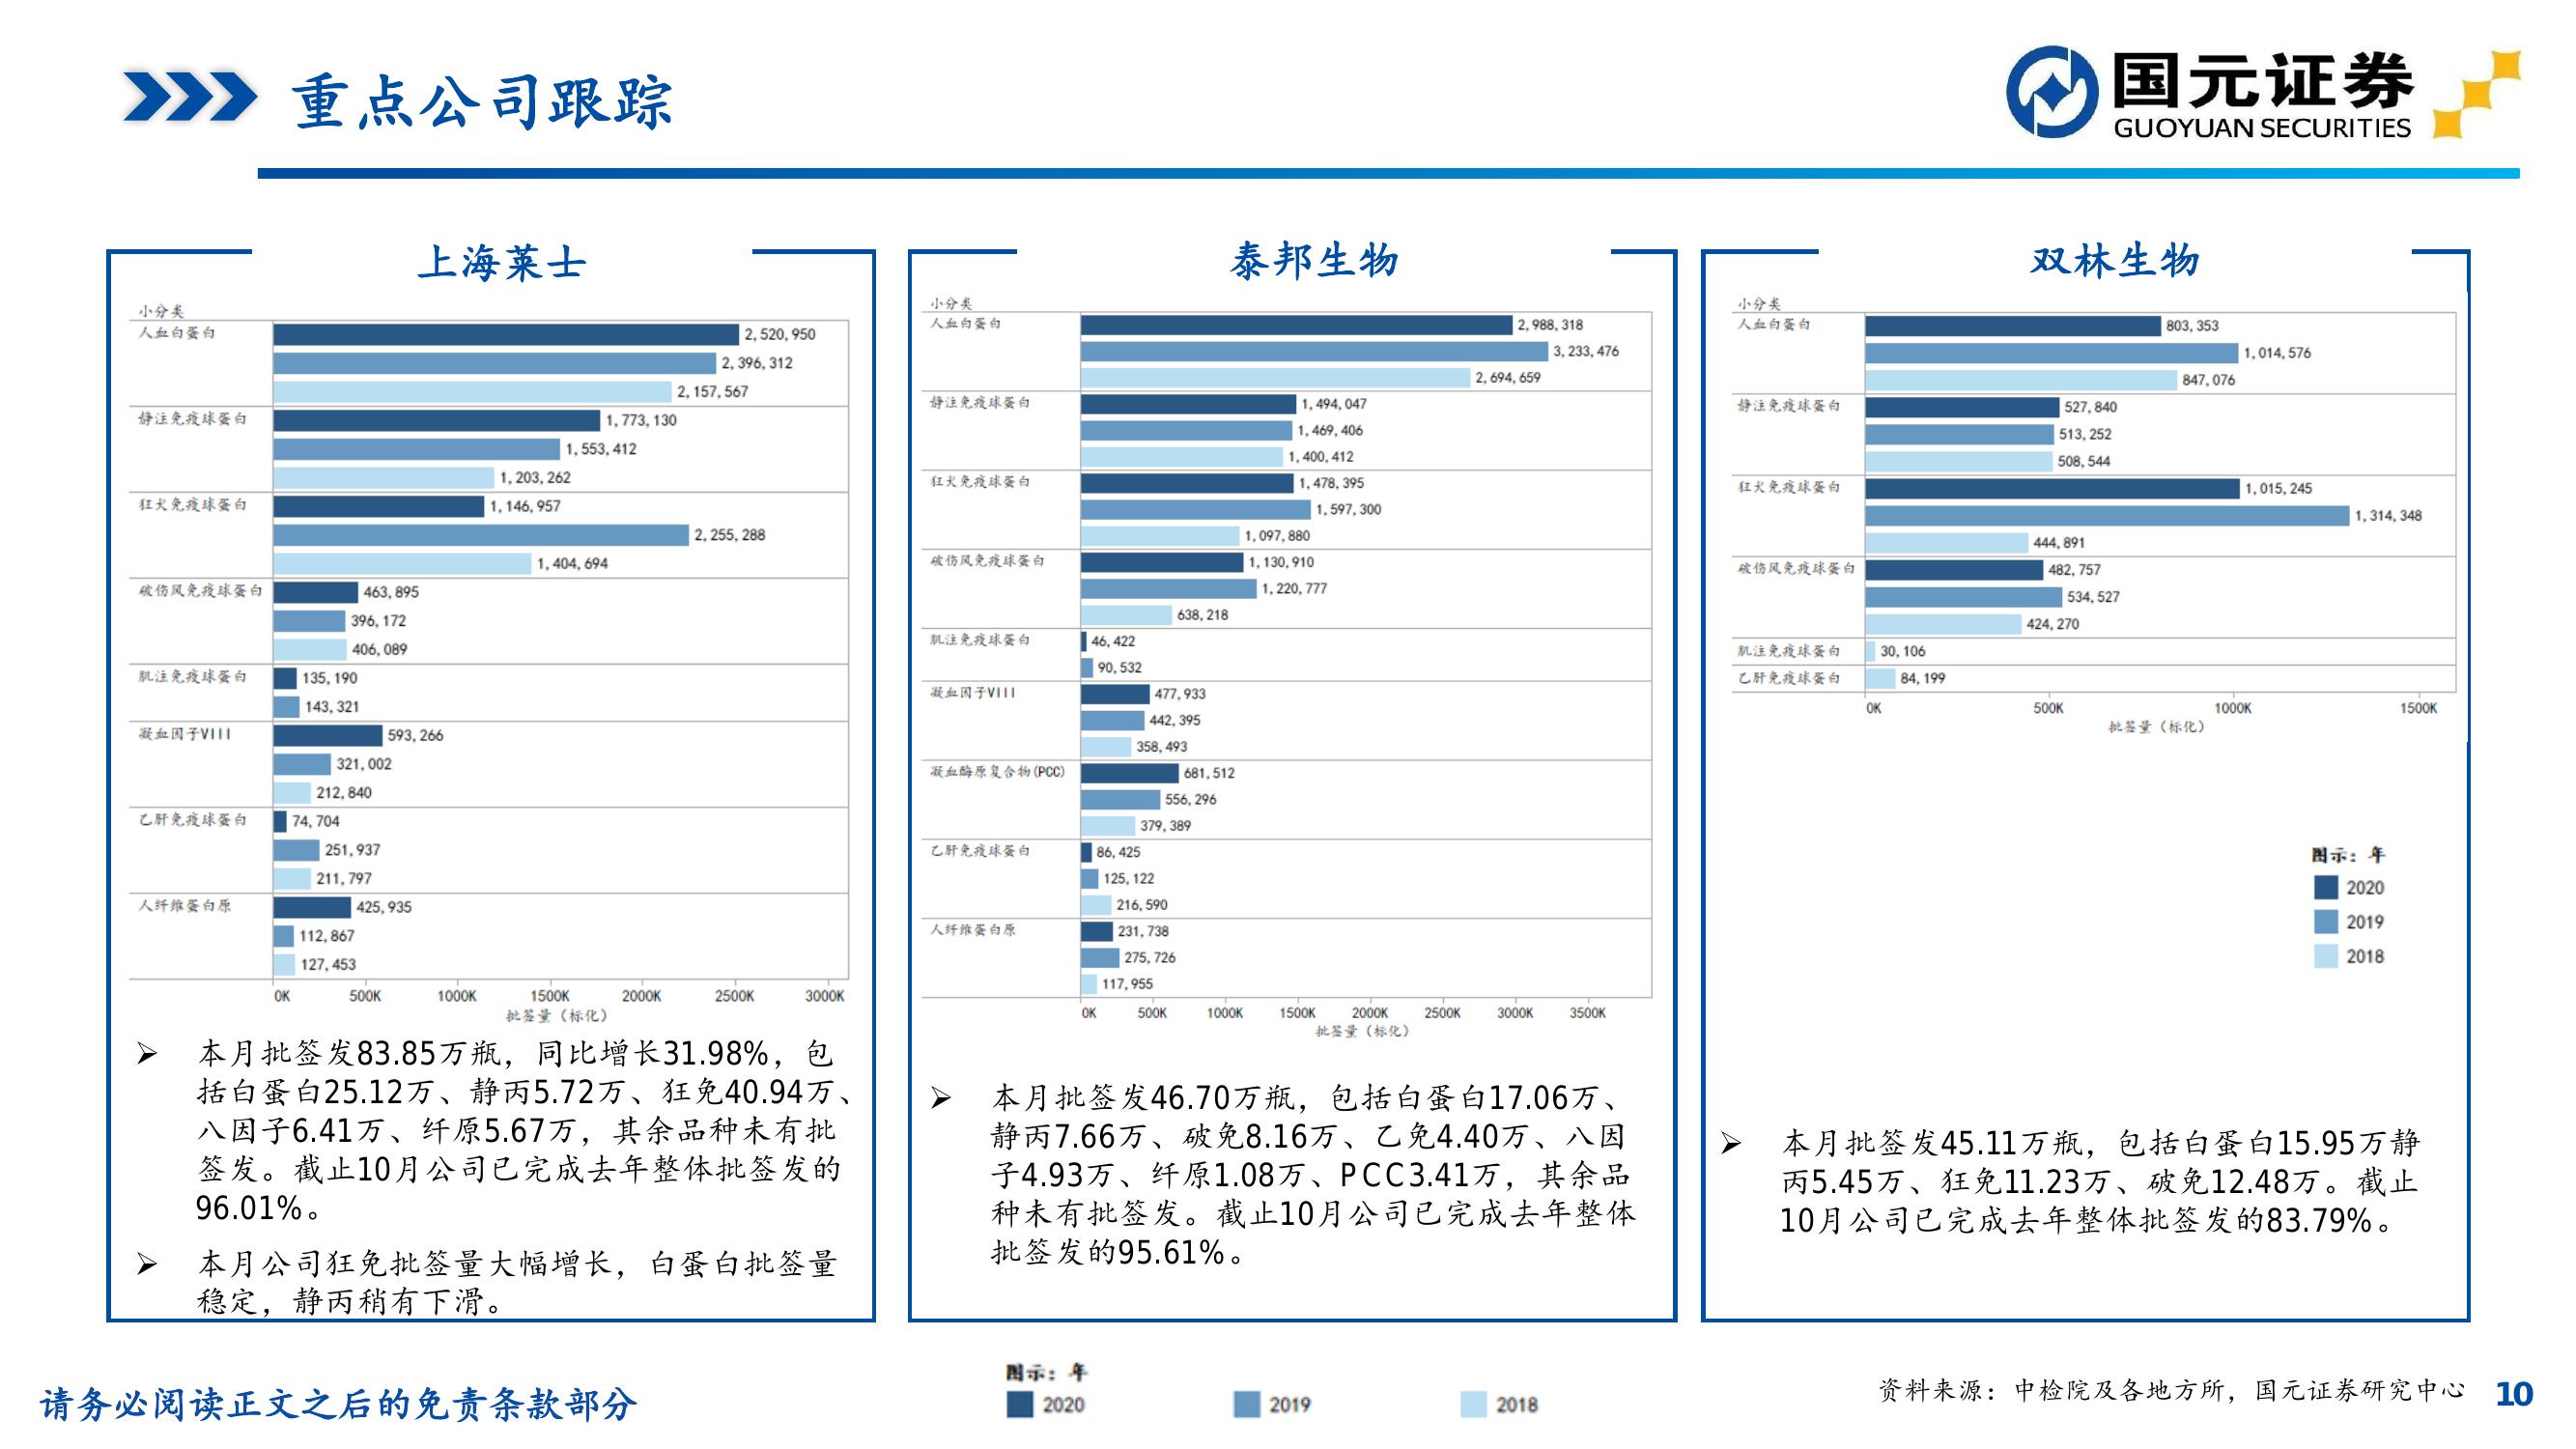 重点公司跟踪
国元证券
GUOYUAN SECURITIES
上海莱士
小分类
人血白蛋白
2,520,950
2,396,312
2,157,567
静注免疫球蛋白
1,773,130
1,553,412
1,203,262
狂犬免疫球蛋白
1,146,957
2,255,288
1,404,694
破伤风免疫球蛋白
463,895
396,172
406,089
肌注免疫球蛋白
135,190
143,321
凝血因子VIII
593,266
321,002
212,840
乙肝免疫球蛋白
74,704
251,937
211,797
人纤维蛋白原
425,935
112,867
127,453
0K 500K 1000K 1500K 2000K 2500K 3000K
批签量（标化）
➢ 本月批签发83.85万瓶，同比增长31.98%，包
括白蛋白25.12万、静丙5.72万、狂免40.94万、
八因子6.41万、纤原5.67万，其余品种未有批
签发。截止10月公司已完成去年整体批签发的
96.01%。
➢ 本月公司狂免批签量大幅增长，白蛋白批签量
稳定，静丙稍有下滑。
泰邦生物
小分类
人血白蛋白
2,988,318
3,233,476
2,694,659
静注免疫球蛋白
1,494,047
1,469,406
1,400,412
狂犬免疫球蛋白
1,478,395
1,597,300
1,097,880
破伤风免疫球蛋白
1,130,910
1,220,777
638,218
肌注免疫球蛋白
46,422
90,532
凝血因子VIII
477,933
442,395
358,493
凝血酶原复合物(PCC)
681,512
556,296
379,389
乙肝免疫球蛋白
86,425
125,122
216,590
人纤维蛋白原
231,738
275,726
117,955
0K 500K 1000K 1500K 2000K 2500K 3000K 3500K
批签量（标化）
➢ 本月批签发46.70万瓶，包括白蛋白17.06万、
静丙7.66万、破免8.16万、乙免4.40万、八因
子4.93万、纤原1.08万、PCC3.41万，其余品
种未有批签发。截止10月公司已完成去年整体
批签发的95.61%。
双林生物
小分类
人血白蛋白
803,353
1,014,576
847,076
静注免疫球蛋白
527,840
513,252
508,544
狂犬免疫球蛋白
1,015,245
1,314,348
444,891
破伤风免疫球蛋白
482,757
534,527
424,270
肌注免疫球蛋白
30,106
乙肝免疫球蛋白
84,199
0K 500K 1000K 1500K
批签量（标化）
图示：年
2020
2019
2018
➢ 本月批签发45.11万瓶，包括白蛋白15.95万静
丙5.45万、狂免11.23万、破免12.48万。截止
10月公司已完成去年整体批签发的83.79%。
图示：年
2020 2019 2018
请务必阅读正文之后的免责条款部分
资料来源：中检院及各地方所，国元证券研究中心
10